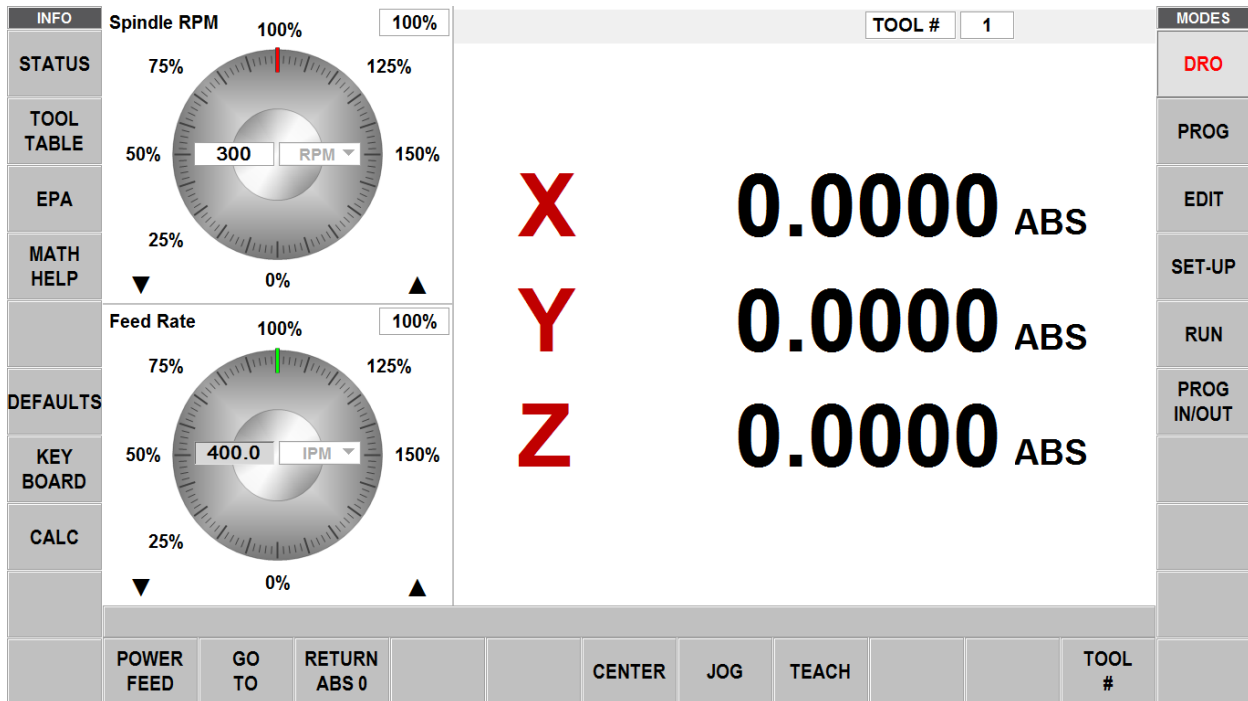 INFO
STATUS
TOOL
TABLE
EPA
MATH
HELP
DEFAULTS
KEY
BOARD
CALC
Spindle RPM
100%
100%
75%
125%
50%
300
RPM
150%
25%
0%
▼
▲
Feed Rate
100%
100%
75%
125%
50%
400.0
IPM
150%
25%
0%
▼
▲
TOOL # 1
X 0.0000 ABS
Y 0.0000 ABS
Z 0.0000 ABS
MODES
DRO
PROG
EDIT
SET-UP
RUN
PROG
IN/OUT
POWER
FEED
GO
TO
RETURN
ABS 0
CENTER
JOG
TEACH
TOOL
#